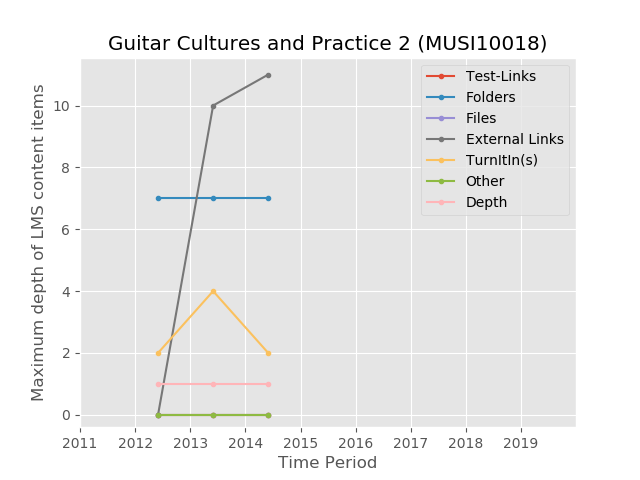 Guitar Cultures and Practice 2 (MUSI10018)
Test-Links
Folders
Files
External Links
TurnItIn(s)
Other
Depth
Maximum depth of LMS content items
10
8
6
4
2
0
2011 2012 2013 2014 2015 2016 2017 2018 2019
Time Period